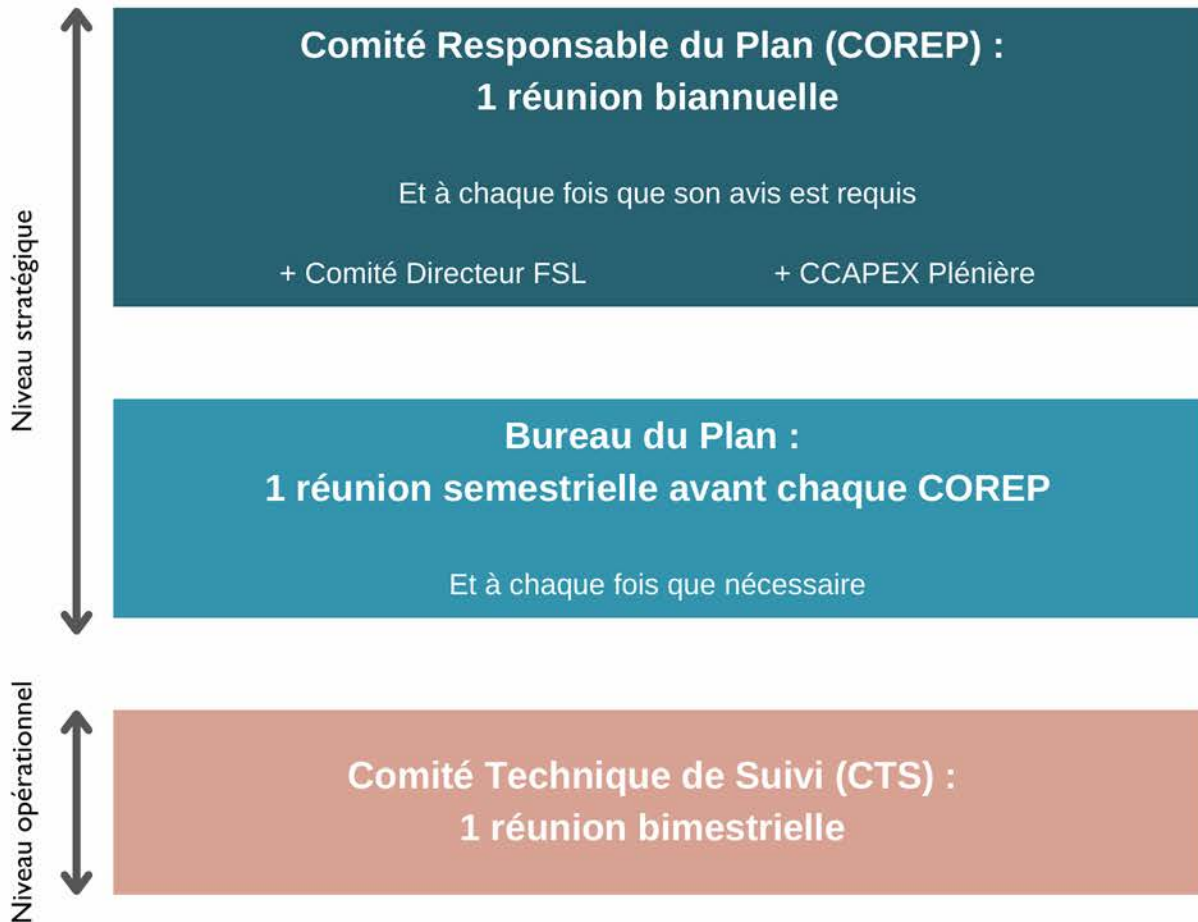 Niveau stratégique
Comité Responsable du Plan (COREP) :
1 réunion biannuelle
Et à chaque fois que son avis est requis
+ Comité Directeur FSL
+ CCAPEX Plénière
Bureau du Plan :
1 réunion semestrielle avant chaque COREP
Et à chaque fois que nécessaire
Niveau opérationnel
Comité Technique de Suivi (CTS) :
1 réunion bimestrielle